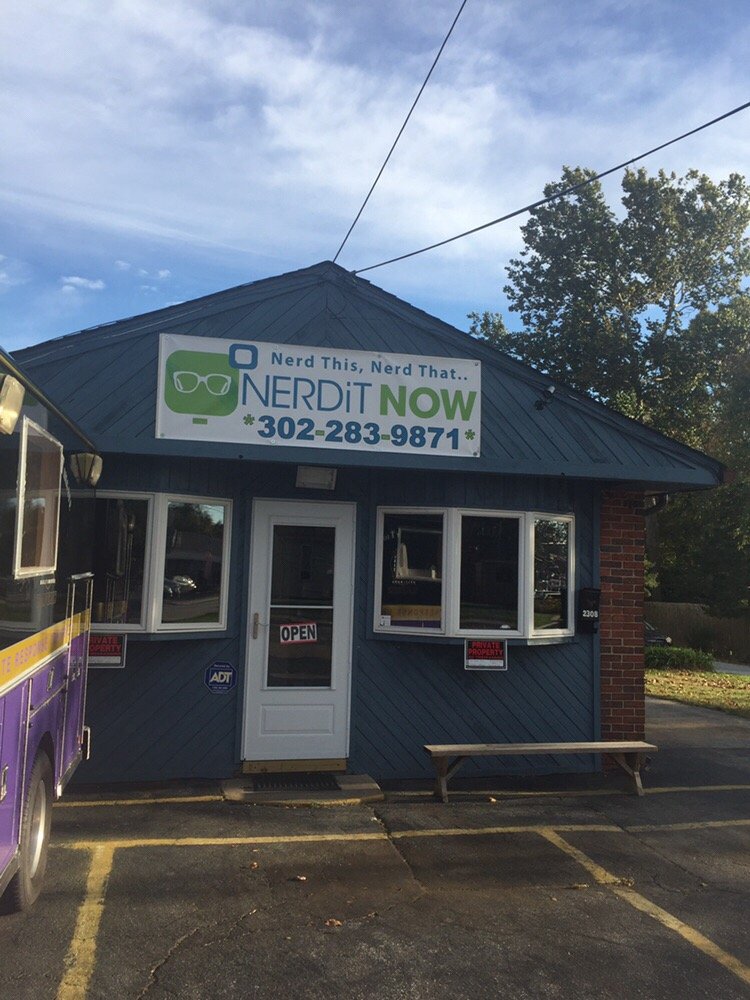 Nerd This, Nerd That..
NERDiT NOW
*302-283-9871*
OPEN
2308
PRIVATE
PROPERTY
PRIVATE
PROPERTY
ADT